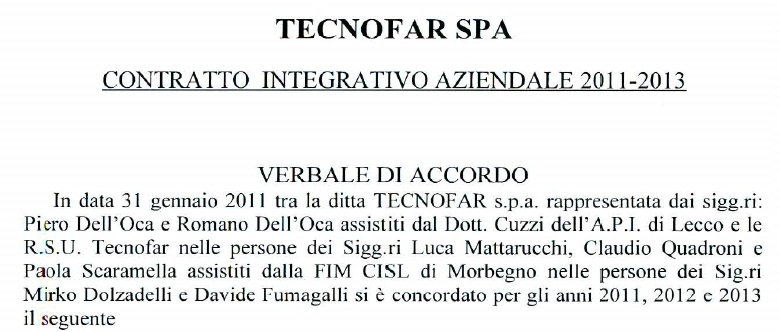 TECNOFAR SPA
CONTRATTO INTEGRATIVO AZIENDALE 2011-2013
VERBALE DI ACCORDO
In data 31 gennaio 2011 tra la ditta TECNOFAR s.p.a. rappresentata dai sigg.ri:
Piero Dell'Oca e Romano Dell'Oca assistiti dal Dott. Cuzzi dell'A.P.I. di Lecco e le
R.S.U. Tecnofar nelle persone dei Sigg.ri Luca Mattarucchi, Claudio Quadroni e
Paola Scaramella assistiti dalla FIM CISL di Morbegno nelle persone dei Sig.ri
Mirko Dolzadelli e Davide Fumagalli si è concordato per gli anni 2011, 2012 e 2013
il seguente